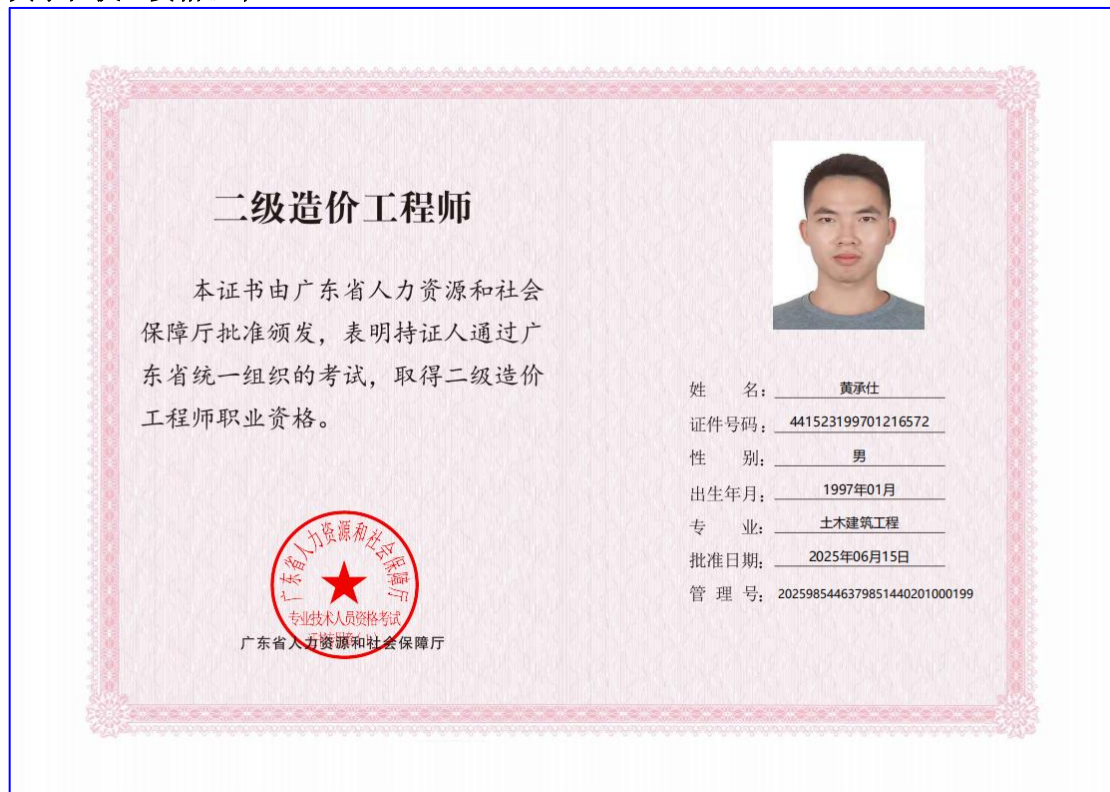 二级造价工程师
本证书由广东省人力资源和社会
保障厅批准颁发，表明持证人通过广
东省统一组织的考试，取得二级造价
工程师职业资格。
广东省人力资源和社会保障厅
专业技术人员资格考试
广东省人力资源和社会保障厅
姓 名： 黄承仕
证件号码： 441523199701216572
性 别： 男
出生年月： 1997年01月
专 业： 土木建筑工程
批准日期： 2025年06月15日
管 理 号： 2025985446379851440201000199